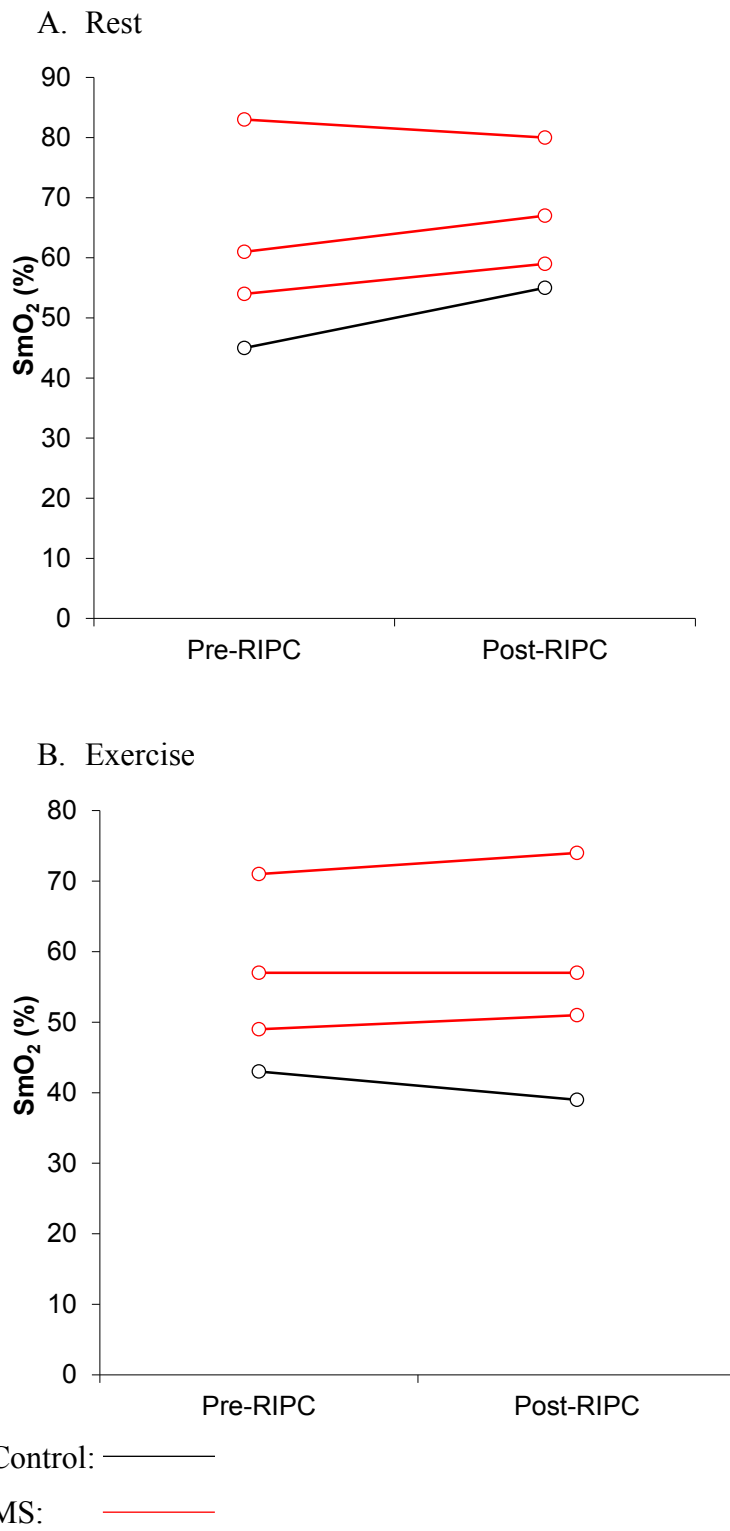 A. Rest
90
80
70
60
50
40
30
20
10
0
SmO₂ (%)
Pre-RIPC Post-RIPC
B. Exercise
80
70
60
50
40
30
20
10
0
SmO₂ (%)
Pre-RIPC Post-RIPC
Control:
MS: